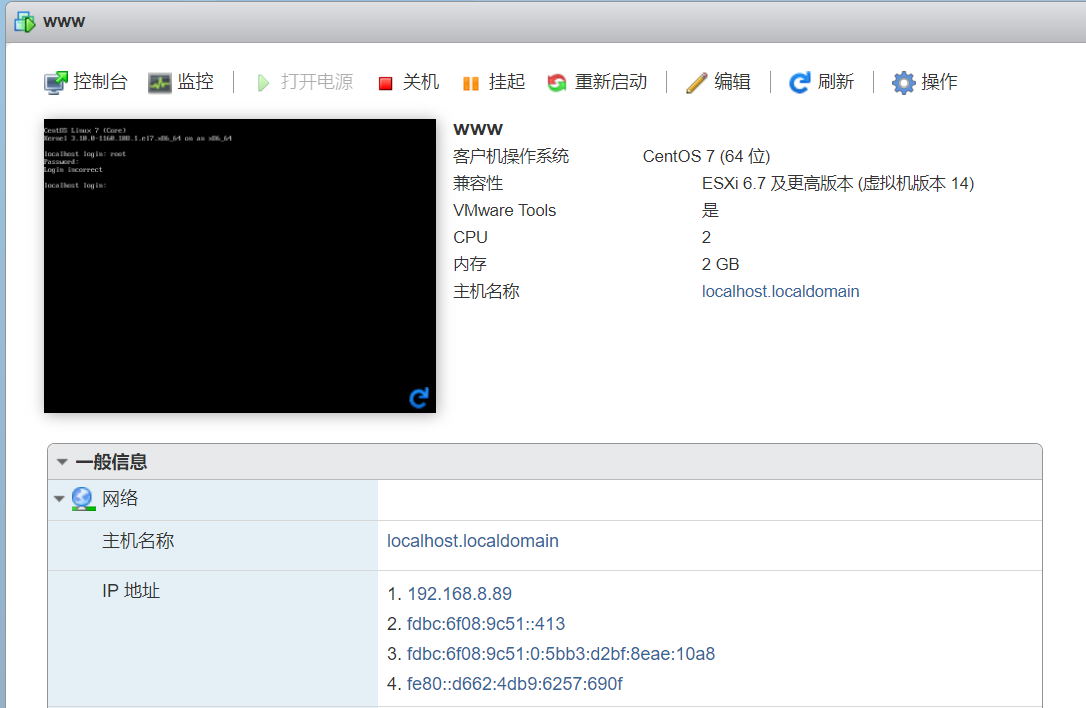 www
控制台 监控 打开电源 关机 挂起 重新启动 编辑 刷新 操作
CentOS Linux 7 (Core)
Kernel 3.10.0-1160.108.1.el7.x86_64 on an x86_64
localhost login: root
Password:
Login incorrect
localhost login:
www
客户机操作系统 CentOS 7 (64 位)
兼容性 ESXi 6.7 及更高版本 (虚拟机版本 14)
VMware Tools 是
CPU 2
内存 2 GB
主机名称 localhost.localdomain
一般信息
网络
主机名称 localhost.localdomain
IP 地址 1. 192.168.8.89
2. fdbc:6f08:9c51::413
3. fdbc:6f08:9c51:0:5bb3:d2bf:8eae:10a8
4. fe80::d662:4db9:6257:690f